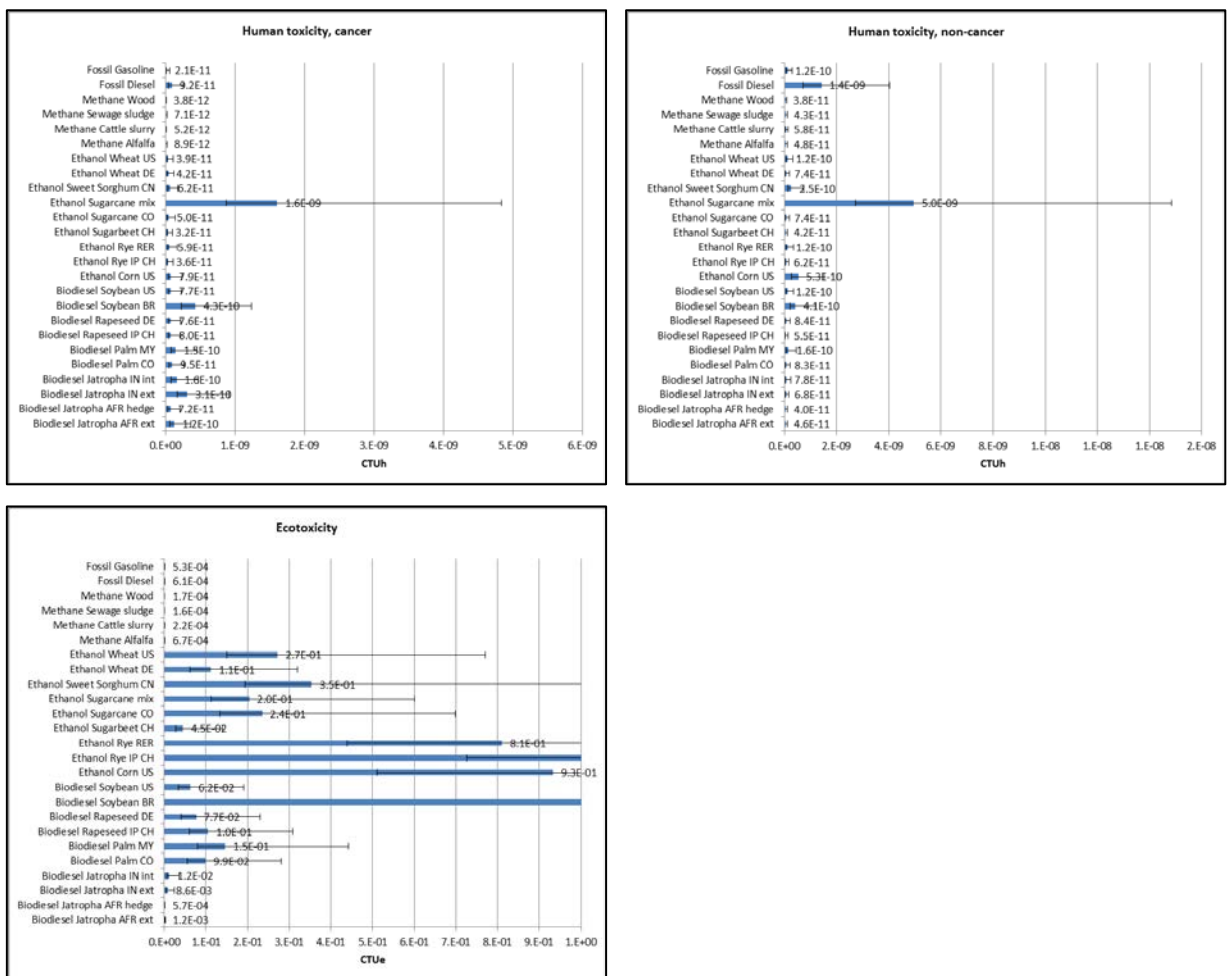 Human toxicity, cancer
Fossil Gasoline 2.1E-11
Fossil Diesel 9.2E-11
Methane Wood 3.8E-12
Methane Sewage sludge 7.1E-12
Methane Cattle slurry 5.2E-12
Methane Alfalfa 8.9E-12
Ethanol Wheat US 3.9E-11
Ethanol Wheat DE 4.2E-11
Ethanol Sweet Sorghum CN 6.2E-11
Ethanol Sugarcane mix 1.6E-09
Ethanol Sugarcane CO 5.0E-11
Ethanol Sugarbeet CH 3.2E-11
Ethanol Rye RER 5.9E-11
Ethanol Rye IP CH 3.6E-11
Ethanol Corn US 7.9E-11
Biodiesel Soybean US 7.7E-11
Biodiesel Soybean BR 4.3E-10
Biodiesel Rapeseed DE 7.6E-11
Biodiesel Rapeseed IP CH 8.0E-11
Biodiesel Palm MY 1.5E-10
Biodiesel Palm CO 9.5E-11
Biodiesel Jatropha IN int 1.6E-10
Biodiesel Jatropha IN ext 3.1E-10
Biodiesel Jatropha AFR hedge 7.2E-11
Biodiesel Jatropha AFR ext 1.2E-10
0.E+00 1.E-09 2.E-09 3.E-09 4.E-09 5.E-09 6.E-09
CTUh
Human toxicity, non-cancer
Fossil Gasoline 1.2E-10
Fossil Diesel 1.4E-09
Methane Wood 3.8E-11
Methane Sewage sludge 4.3E-11
Methane Cattle slurry 5.8E-11
Methane Alfalfa 4.8E-11
Ethanol Wheat US 1.2E-10
Ethanol Wheat DE 7.4E-11
Ethanol Sweet Sorghum CN 2.5E-10
Ethanol Sugarcane mix 5.0E-09
Ethanol Sugarcane CO 7.4E-11
Ethanol Sugarbeet CH 4.2E-11
Ethanol Rye RER 1.2E-10
Ethanol Rye IP CH 6.2E-11
Ethanol Corn US 5.3E-10
Biodiesel Soybean US 1.2E-10
Biodiesel Soybean BR 4.1E-10
Biodiesel Rapeseed DE 8.4E-11
Biodiesel Rapeseed IP CH 5.5E-11
Biodiesel Palm MY 1.6E-10
Biodiesel Palm CO 8.3E-11
Biodiesel Jatropha IN int 7.8E-11
Biodiesel Jatropha IN ext 6.8E-11
Biodiesel Jatropha AFR hedge 4.0E-11
Biodiesel Jatropha AFR ext 4.6E-11
0.E+00 2.E-09 4.E-09 6.E-09 8.E-09 1.E-08 1.E-08 1.E-08 2.E-08
CTUh
Ecotoxicity
Fossil Gasoline 5.3E-04
Fossil Diesel 6.1E-04
Methane Wood 1.7E-04
Methane Sewage sludge 1.6E-04
Methane Cattle slurry 2.2E-04
Methane Alfalfa 6.7E-04
Ethanol Wheat US 2.7E-01
Ethanol Wheat DE 1.1E-01
Ethanol Sweet Sorghum CN 3.5E-01
Ethanol Sugarcane mix 2.0E-01
Ethanol Sugarcane CO 2.4E-01
Ethanol Sugarbeet CH 4.5E-02
Ethanol Rye RER 8.1E-01
Ethanol Rye IP CH
Ethanol Corn US 9.3E-01
Biodiesel Soybean US 6.2E-02
Biodiesel Soybean BR
Biodiesel Rapeseed DE 7.7E-02
Biodiesel Rapeseed IP CH 1.0E-01
Biodiesel Palm MY 1.5E-01
Biodiesel Palm CO 9.9E-02
Biodiesel Jatropha IN int 1.2E-02
Biodiesel Jatropha IN ext 8.6E-03
Biodiesel Jatropha AFR hedge 5.7E-04
Biodiesel Jatropha AFR ext 1.2E-03
0.E+00 1.E-01 2.E-01 3.E-01 4.E-01 5.E-01 6.E-01 7.E-01 8.E-01 9.E-01 1.E+00
CTUe